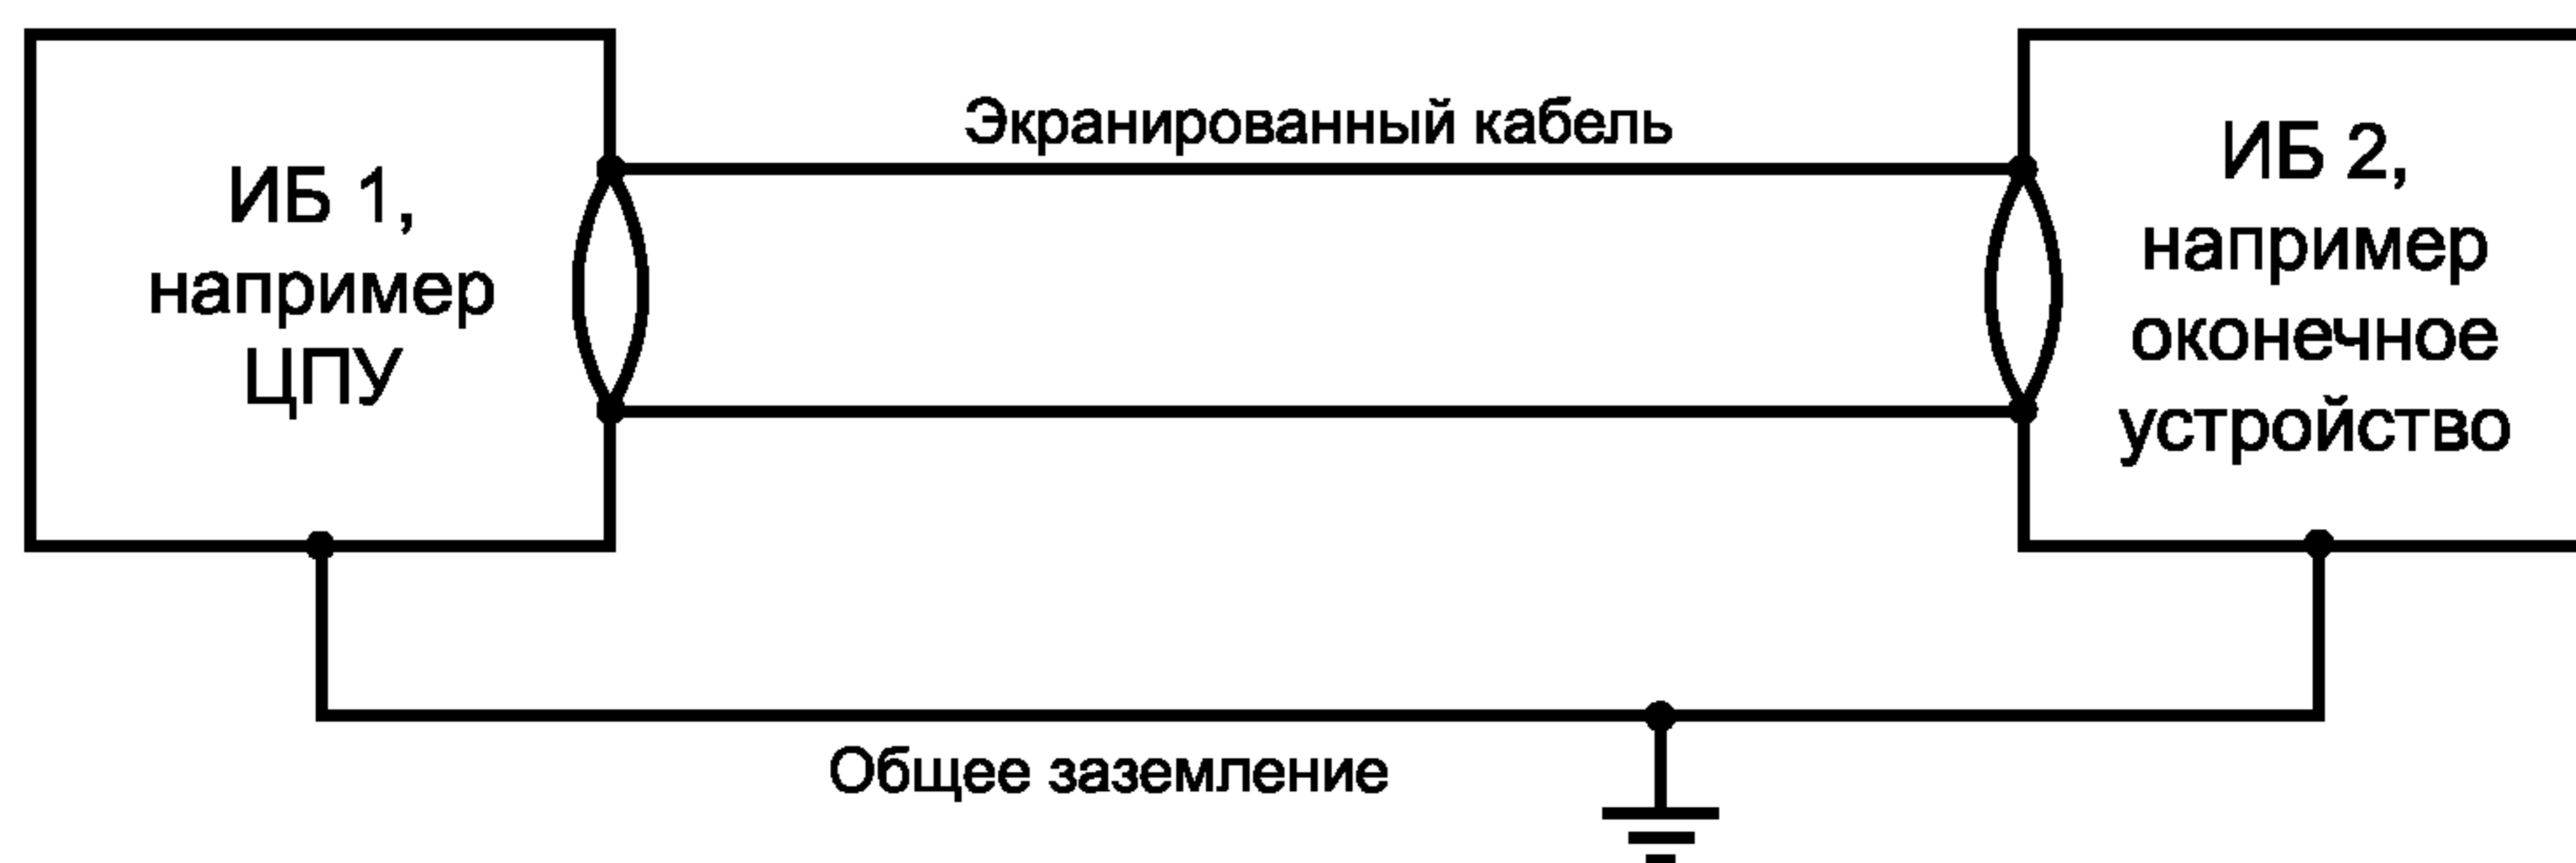 Экранированный кабель
ИБ 1,
например
ЦПУ
ИБ 2,
например
оконечное
устройство
Общее заземление